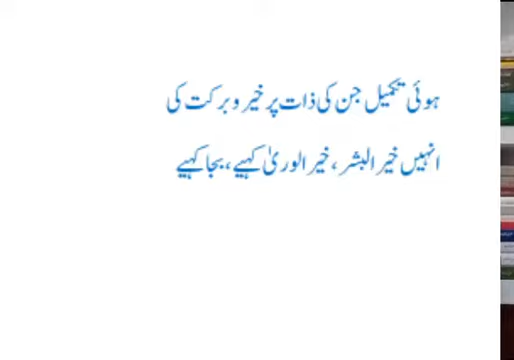 ہوئی تکمیل جن کی ذات پر خیر و برکت کی
انہیں خیر البشر، خیر الوریٰ کہیے، بجا کہیے